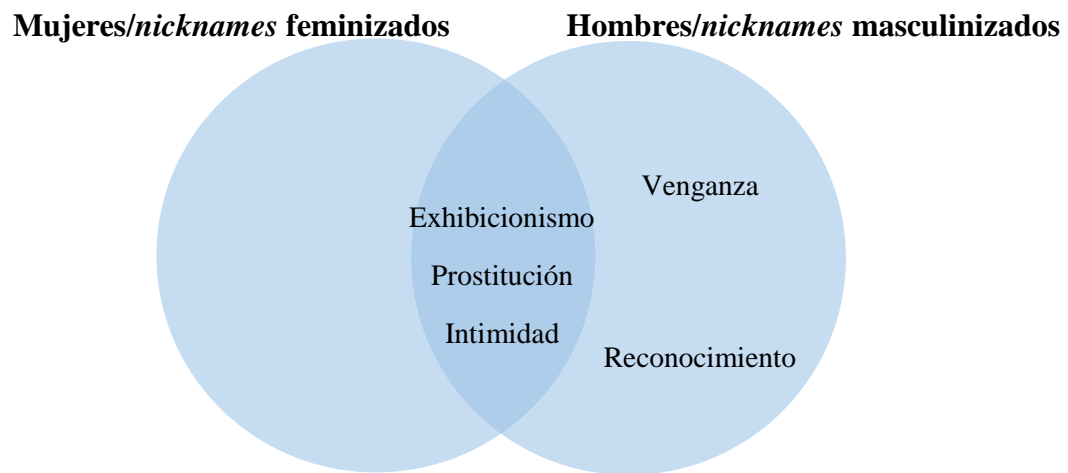 Mujeres/nicknames feminizados
Hombres/nicknames masculinizados
Venganza
Exhibicionismo
Prostitución
Intimidad
Reconocimiento